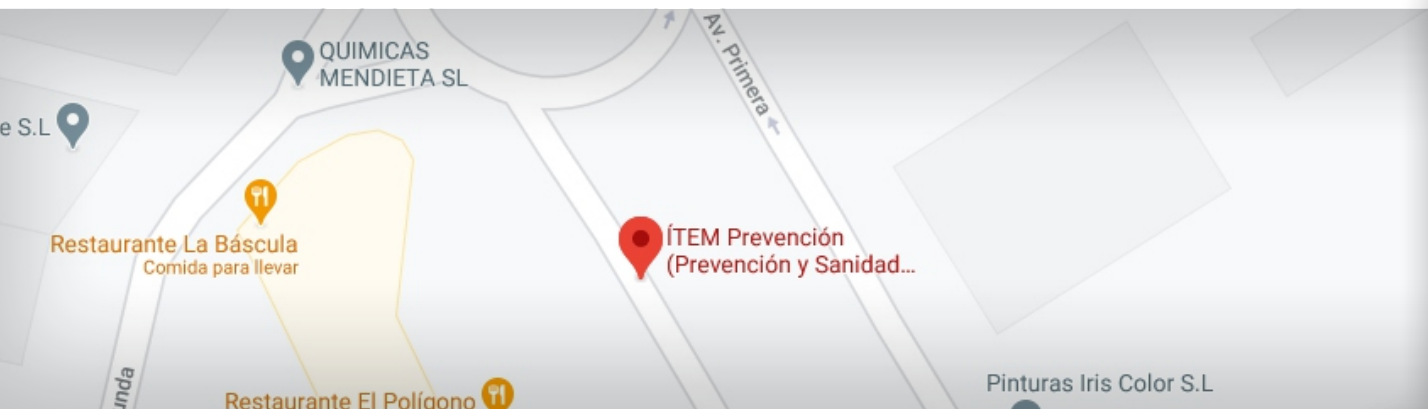 QUIMICAS
MENDIETA SL
Av. Primera
e S.L
Restaurante La Báscula
Comida para llevar
ÍTEM Prevención
(Prevención y Sanidad...
unda
Restaurante El Polígono
Pinturas Iris Color S.L